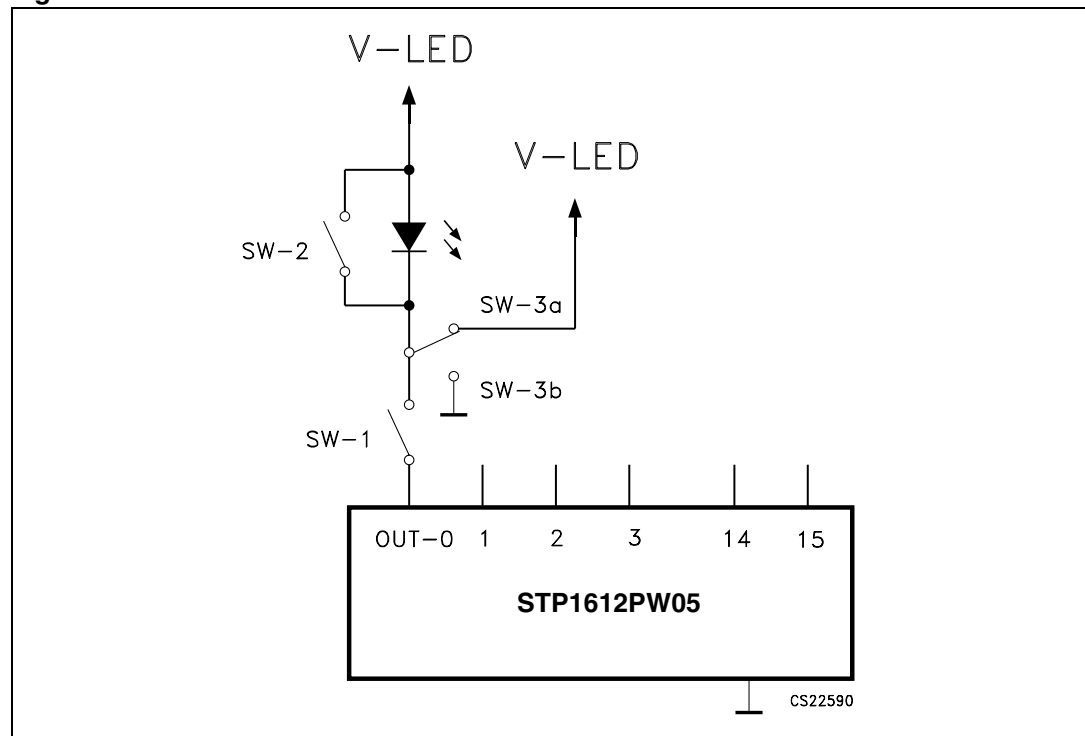 V-LED
V-LED
SW-2
SW-3a
SW-3b
SW-1
OUT-0 1 2 3 14 15
STP1612PW05
CS22590